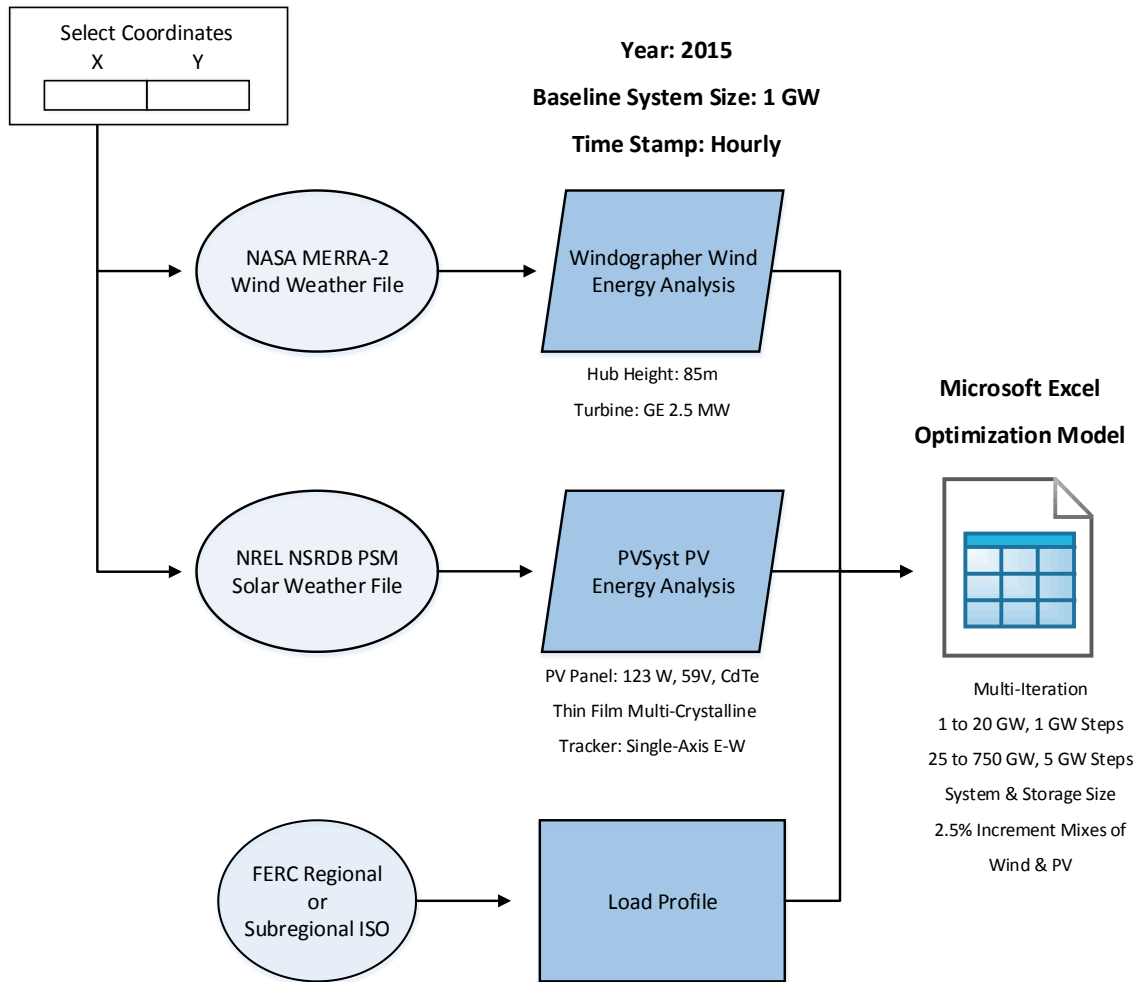 Select Coordinates
X Y
Year: 2015
Baseline System Size: 1 GW
Time Stamp: Hourly
NASA MERRA-2
Wind Weather File
Windographer Wind
Energy Analysis
Hub Height: 85m
Turbine: GE 2.5 MW
NREL NSRDB PSM
Solar Weather File
PVSyst PV
Energy Analysis
PV Panel: 123 W, 59V, CdTe
Thin Film Multi-Crystalline
Tracker: Single-Axis E-W
FERC Regional
or
Subregional ISO
Load Profile
Microsoft Excel
Optimization Model
Multi-Iteration
1 to 20 GW, 1 GW Steps
25 to 750 GW, 5 GW Steps
System & Storage Size
2.5% Increment Mixes of
Wind & PV